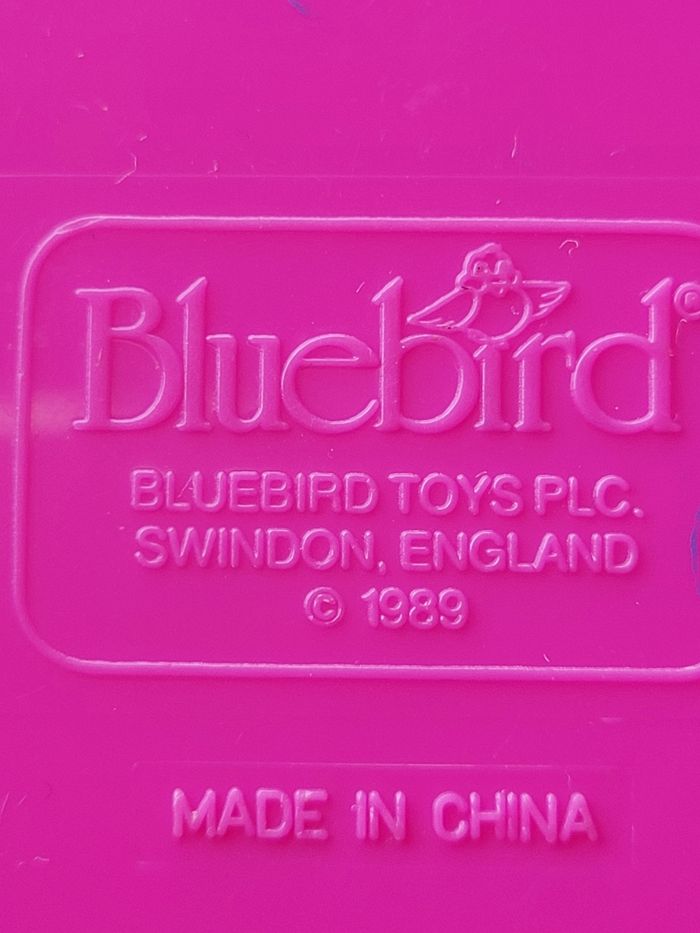 Bluebird®
BLUEBIRD TOYS PLC.
SWINDON, ENGLAND
© 1989
MADE IN CHINA